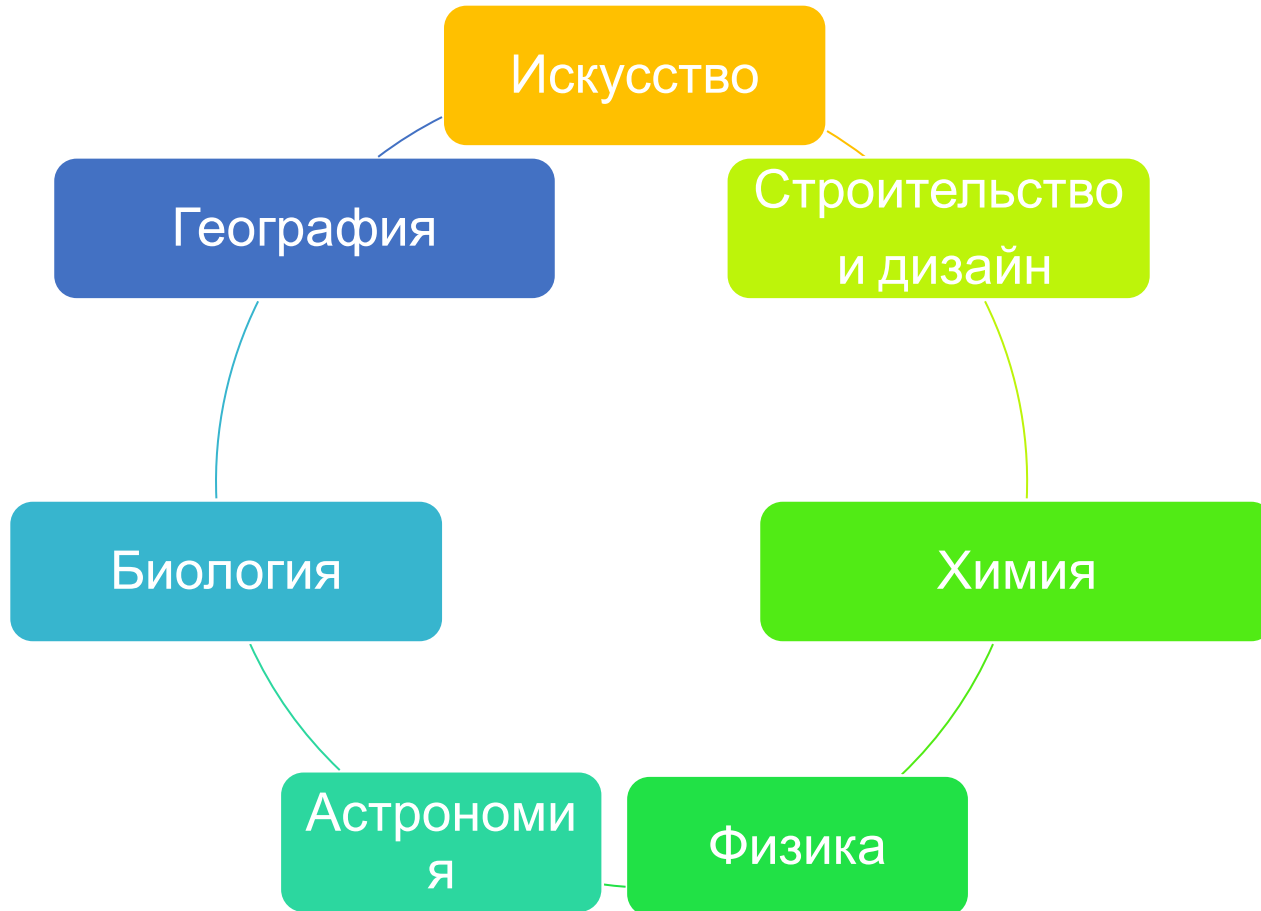 Искусство
География
Строительство
и дизайн
Биология
Химия
Астрономи
я
Физика